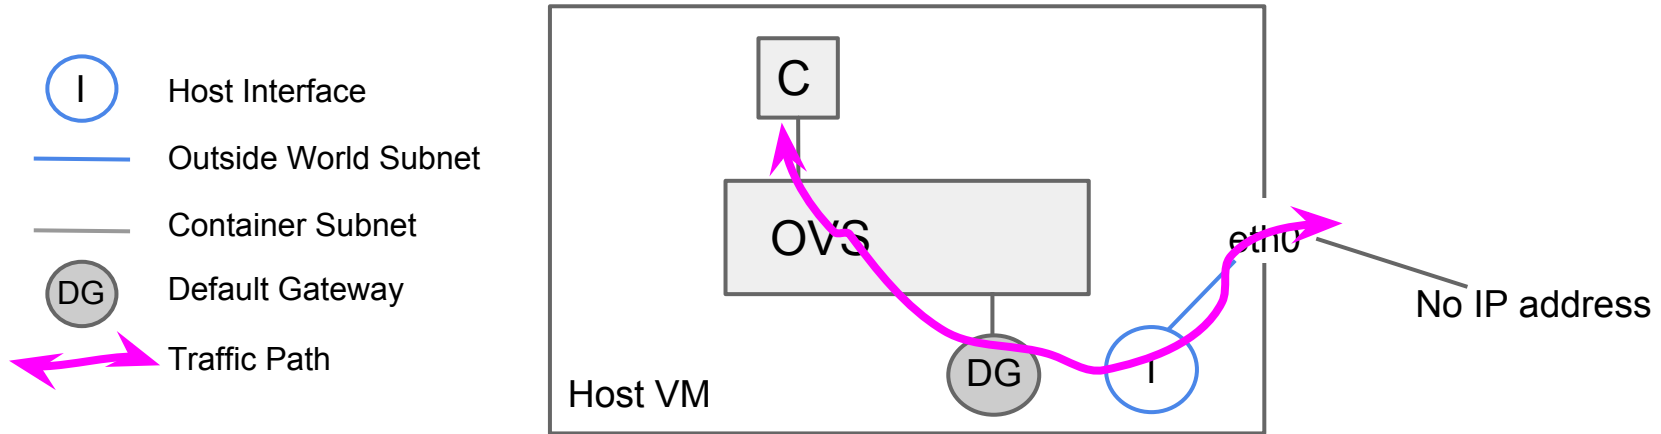 I
Host Interface
Outside World Subnet
Container Subnet
DG
Default Gateway
Traffic Path
C
OVS
eth0
No IP address
DG
I
Host VM